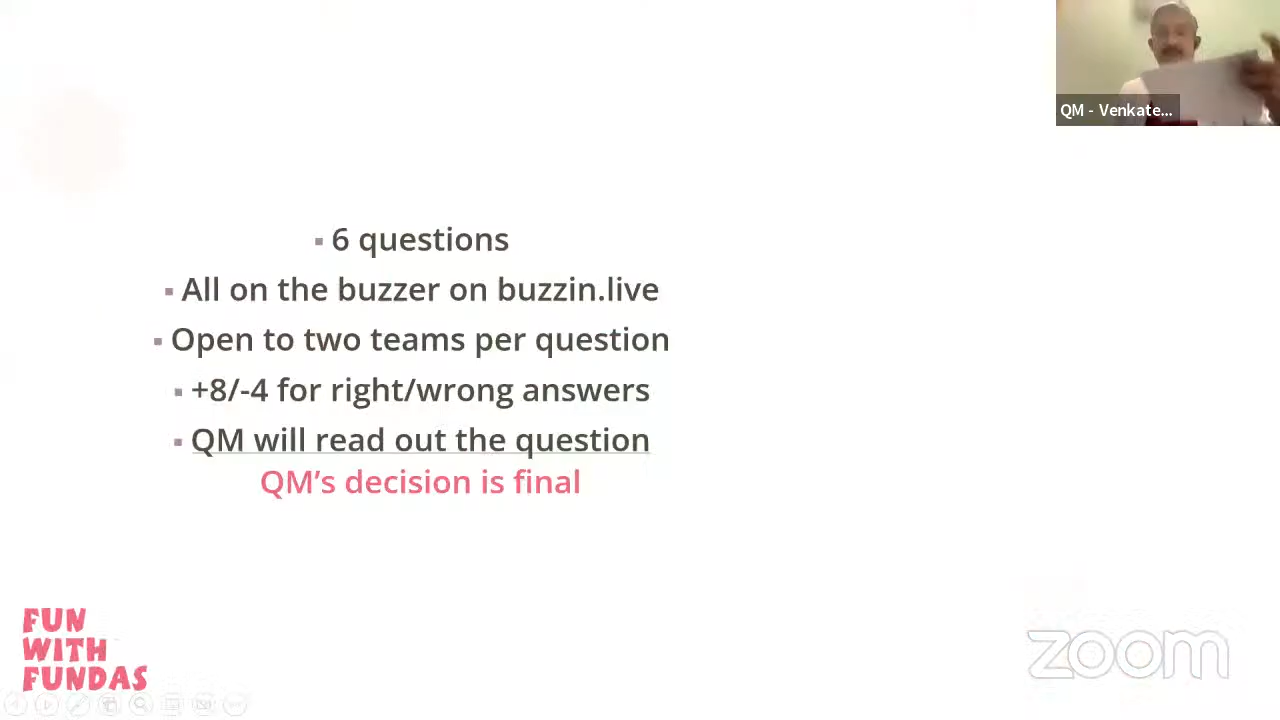 QM - Venkate...
▪ 6 questions
▪ All on the buzzer on buzzin.live
▪ Open to two teams per question
▪ +8/-4 for right/wrong answers
▪ QM will read out the question
QM’s decision is final
FUN
WITH
FUNDAS
zoom